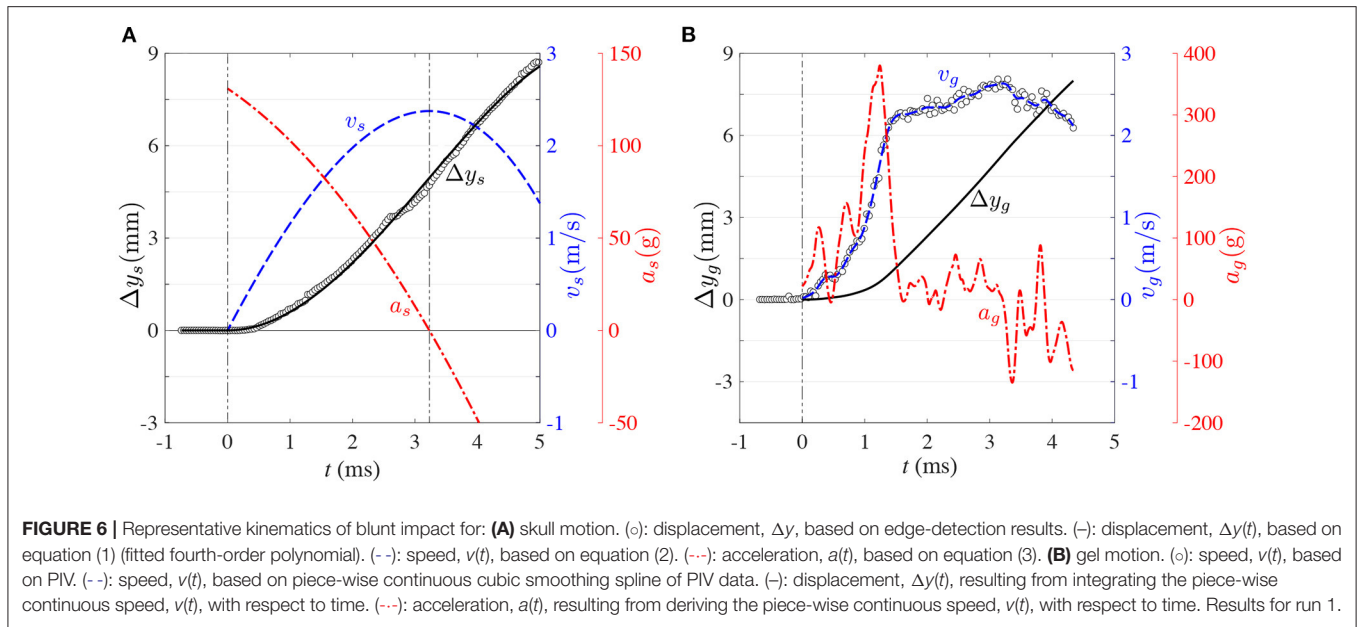 A
9
6
3
0
-3
Δy_s (mm)
-1 0 1 2 3 4 5
t (ms)
3
2
1
0
-1
v_s (m/s)
150
100
50
0
-50
a_s (g)
v_s
Δy_s
a_s
B
9
6
3
0
-3
Δy_g (mm)
-1 0 1 2 3 4 5
t (ms)
3
2
1
0
-1
v_g (m/s)
400
300
200
100
0
-100
-200
a_g (g)
v_g
Δy_g
a_g
FIGURE 6 | Representative kinematics of blunt impact for: (A) skull motion. (○): displacement, Δy, based on edge-detection results. (–): displacement, Δy(t), based on
equation (1) (fitted fourth-order polynomial). (- -): speed, v(t), based on equation (2). (-·-): acceleration, a(t), based on equation (3). (B) gel motion. (○): speed, v(t), based
on PIV. (- -): speed, v(t), based on piece-wise continuous cubic smoothing spline of PIV data. (–): displacement, Δy(t), resulting from integrating the piece-wise
continuous speed, v(t), with respect to time. (-·-): acceleration, a(t), resulting from deriving the piece-wise continuous speed, v(t), with respect to time. Results for run 1.